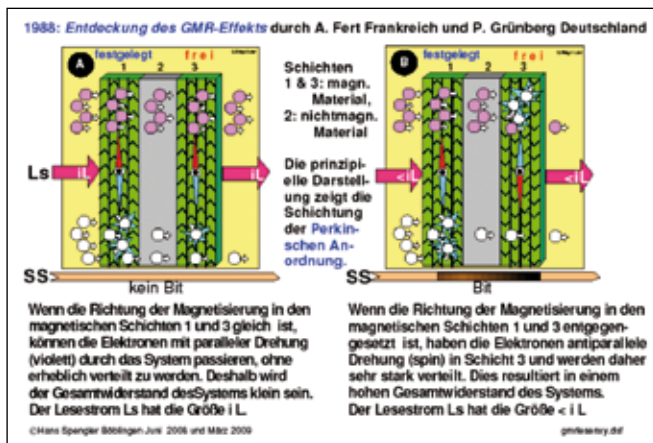 1988: Entdeckung des GMR-Effekts durch A. Fert Frankreich und P. Grünberg Deutschland
A
festgelegt
frei
1 2 3
Ls
iL
iL
SS
kein Bit
Schichten
1 & 3: magn.
Material,
2: nichtmagn.
Material
Die prinzipi-
elle Darstel-
lung zeigt die
Schichtung
der Perkin-
schen An-
ordnung.
B
festgelegt
frei
1 2 3
<iL
<iL
SS
Bit
Wenn die Richtung der Magnetisierung in den
magnetischen Schichten 1 und 3 gleich ist,
können die Elektronen mit paralleler Drehung
(violett) durch das System passieren, ohne
erheblich verteilt zu werden. Deshalb wird
der Gesamtwiderstand desSystems klein sein.
Der Lesestrom Ls hat die Größe i L.
Wenn die Richtung der Magnetisierung in den
magnetischen Schichten 1 und 3 entgegen-
gesetzt ist, haben die Elektronen antiparallele
Drehung (spin) in Schicht 3 und werden daher
sehr stark verteilt. Dies resultiert in einem
hohen Gesamtwiderstand des Systems.
Der Lesestrom Ls hat die Größe < i L
©Hans Spengler Böblingen Juni 2006 und März 2009